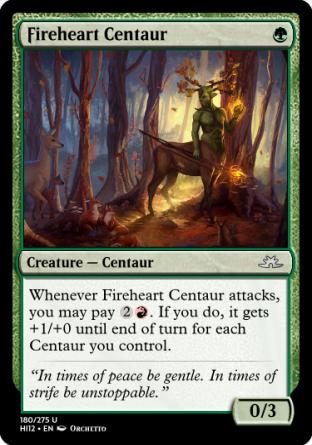 Fireheart Centaur
Creature — Centaur
Whenever Fireheart Centaur attacks,
you may pay 2R. If you do, it gets
+1/+0 until end of turn for each
Centaur you control.
“In times of peace be gentle. In times of
strife be unstoppable.”
0/3
180/275 U
HI12 • EN Orchetto